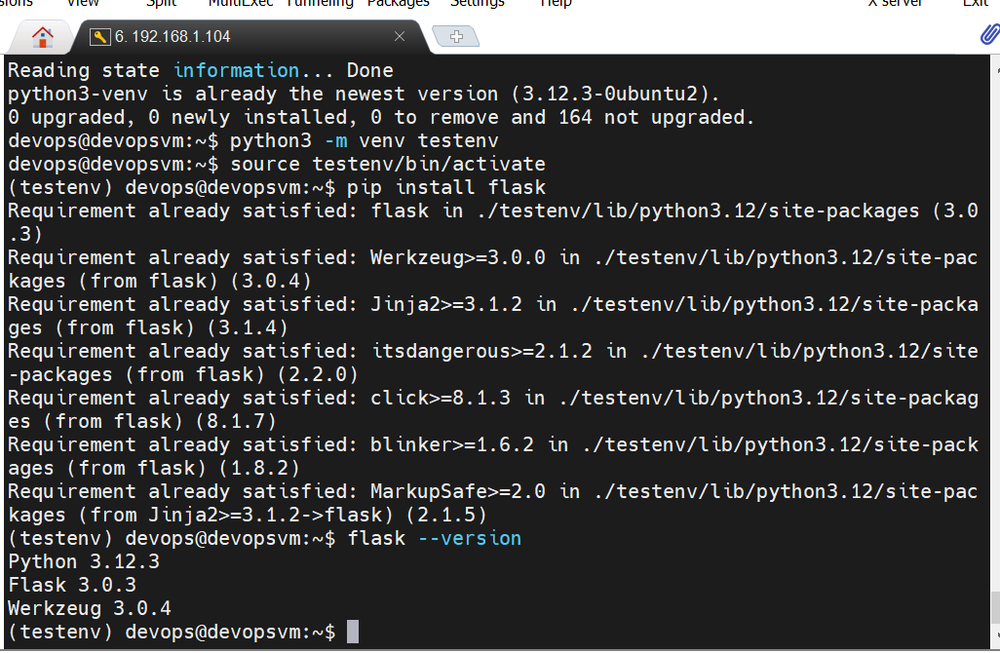 sions View Split MultiExec Tunneling Packages Settings Help X server Exit
6. 192.168.1.104
Reading state information... Done
python3-venv is already the newest version (3.12.3-0ubuntu2).
0 upgraded, 0 newly installed, 0 to remove and 164 not upgraded.
devops@devopsvm:~$ python3 -m venv testenv
devops@devopsvm:~$ source testenv/bin/activate
(testenv) devops@devopsvm:~$ pip install flask
Requirement already satisfied: flask in ./testenv/lib/python3.12/site-packages (3.0
.3)
Requirement already satisfied: Werkzeug>=3.0.0 in ./testenv/lib/python3.12/site-pac
kages (from flask) (3.0.4)
Requirement already satisfied: Jinja2>=3.1.2 in ./testenv/lib/python3.12/site-packa
ges (from flask) (3.1.4)
Requirement already satisfied: itsdangerous>=2.1.2 in ./testenv/lib/python3.12/site
-packages (from flask) (2.2.0)
Requirement already satisfied: click>=8.1.3 in ./testenv/lib/python3.12/site-packag
es (from flask) (8.1.7)
Requirement already satisfied: blinker>=1.6.2 in ./testenv/lib/python3.12/site-pack
ages (from flask) (1.8.2)
Requirement already satisfied: MarkupSafe>=2.0 in ./testenv/lib/python3.12/site-pac
kages (from Jinja2>=3.1.2->flask) (2.1.5)
(testenv) devops@devopsvm:~$ flask --version
Python 3.12.3
Flask 3.0.3
Werkzeug 3.0.4
(testenv) devops@devopsvm:~$